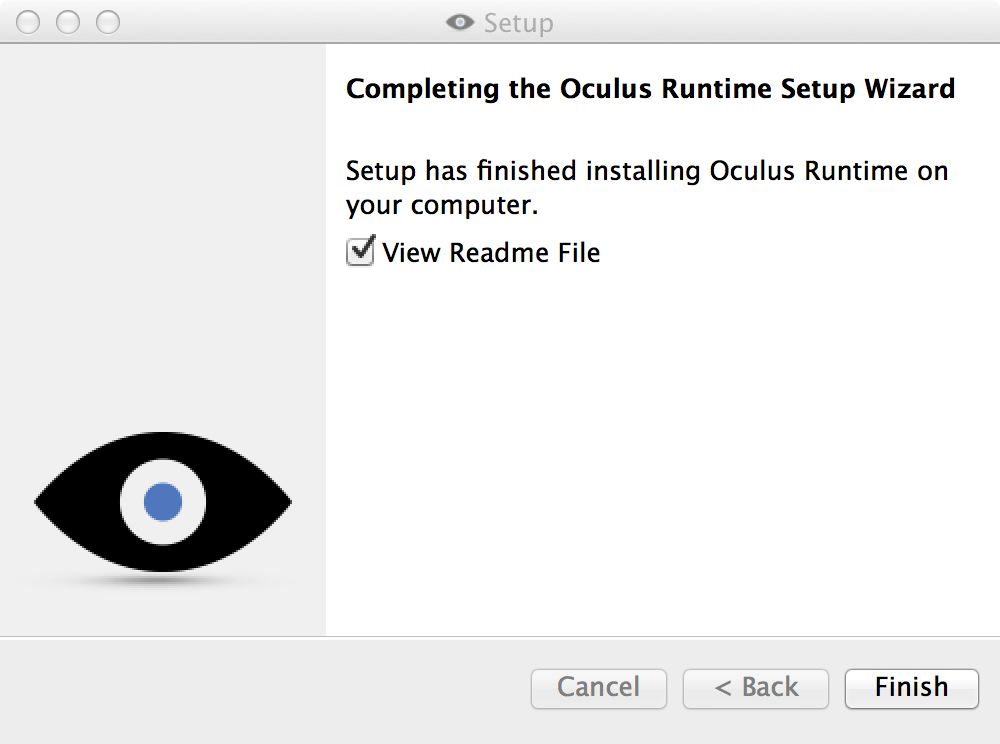 Setup
Completing the Oculus Runtime Setup Wizard
Setup has finished installing Oculus Runtime on
your computer.
View Readme File
Cancel
< Back
Finish